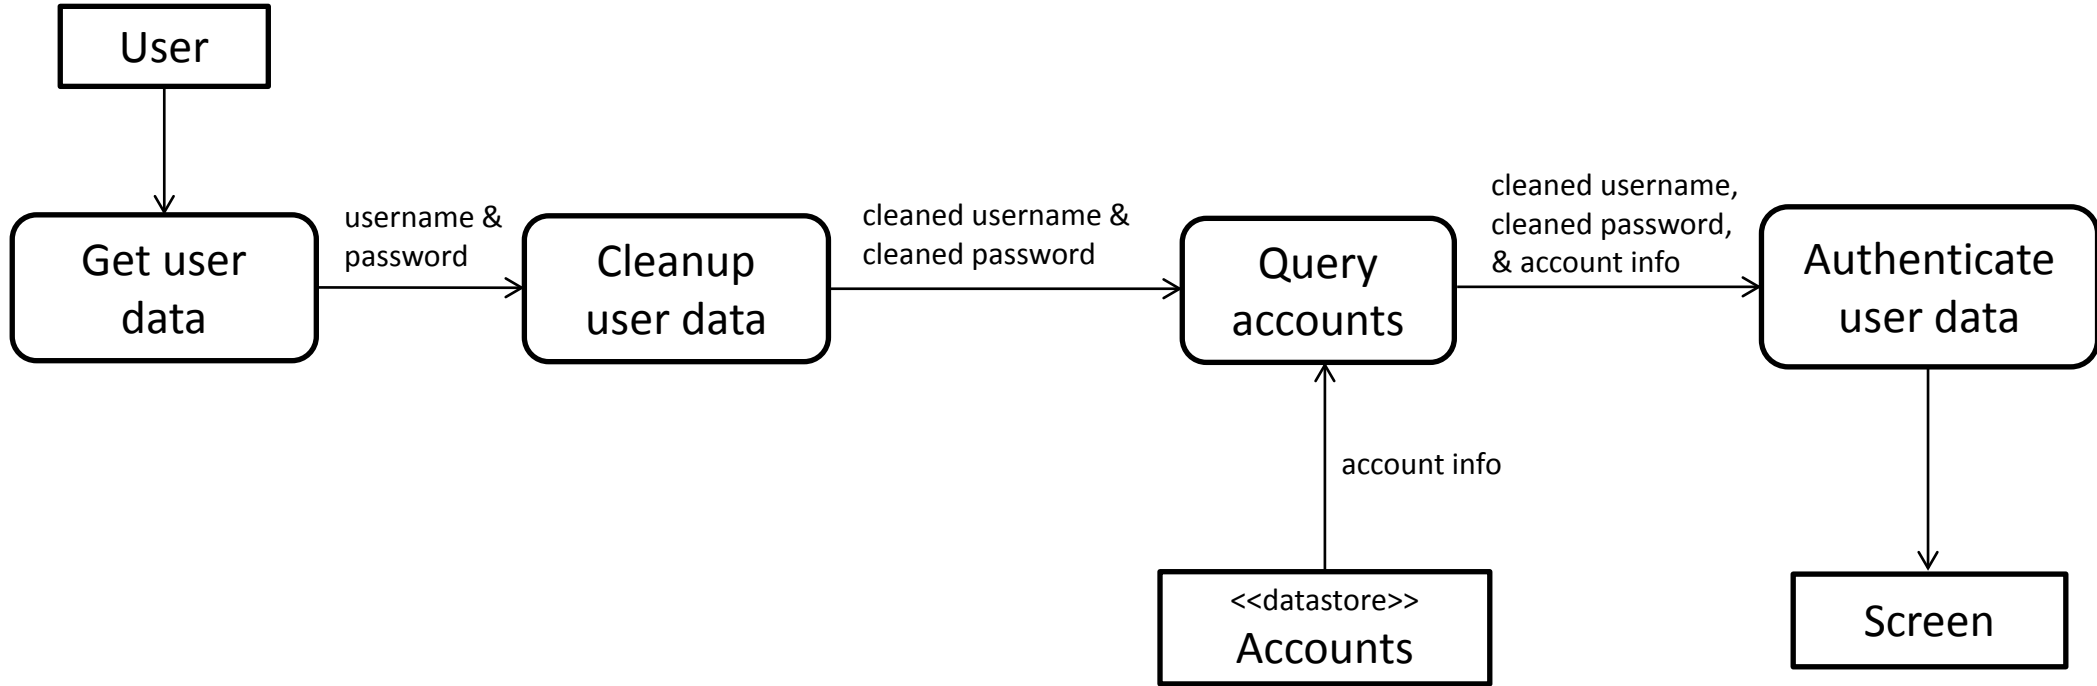 User
Get user
data
username &
password
Cleanup
user data
cleaned username &
cleaned password
Query
accounts
cleaned username,
cleaned password,
& account info
Authenticate
user data
account info
<<datastore>>
Accounts
Screen